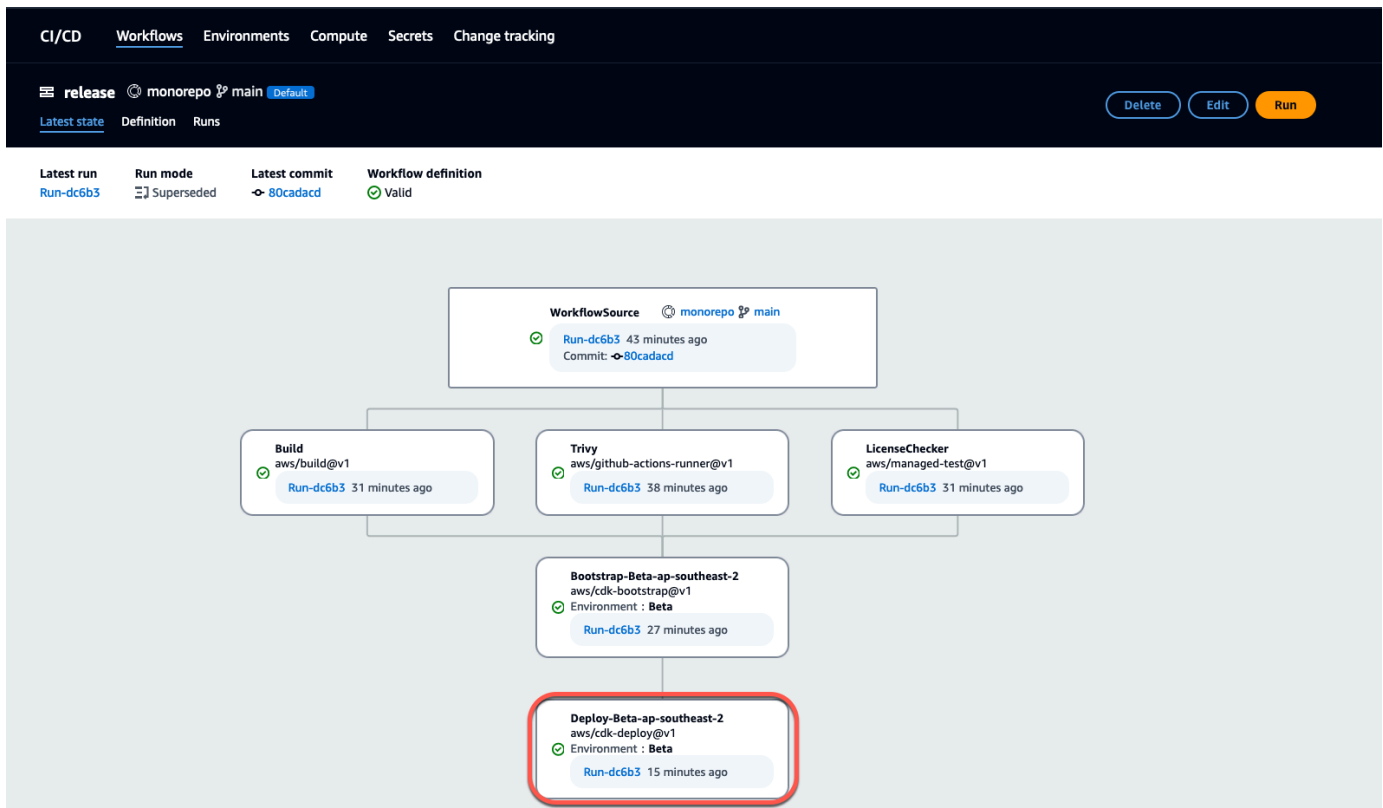 CI/CD Workflows Environments Compute Secrets Change tracking
release monorepo main Default
Delete Edit Run
Latest state Definition Runs
Latest run Run mode Latest commit Workflow definition
Run-dc6b3 Superseded 80cadacd Valid
WorkflowSource monorepo main
Run-dc6b3 43 minutes ago
Commit: 80cadacd
Build
aws/build@v1
Run-dc6b3 31 minutes ago
Trivy
aws/github-actions-runner@v1
Run-dc6b3 38 minutes ago
LicenseChecker
aws/managed-test@v1
Run-dc6b3 31 minutes ago
Bootstrap-Beta-ap-southeast-2
aws/cdk-bootstrap@v1
Environment : Beta
Run-dc6b3 27 minutes ago
Deploy-Beta-ap-southeast-2
aws/cdk-deploy@v1
Environment : Beta
Run-dc6b3 15 minutes ago